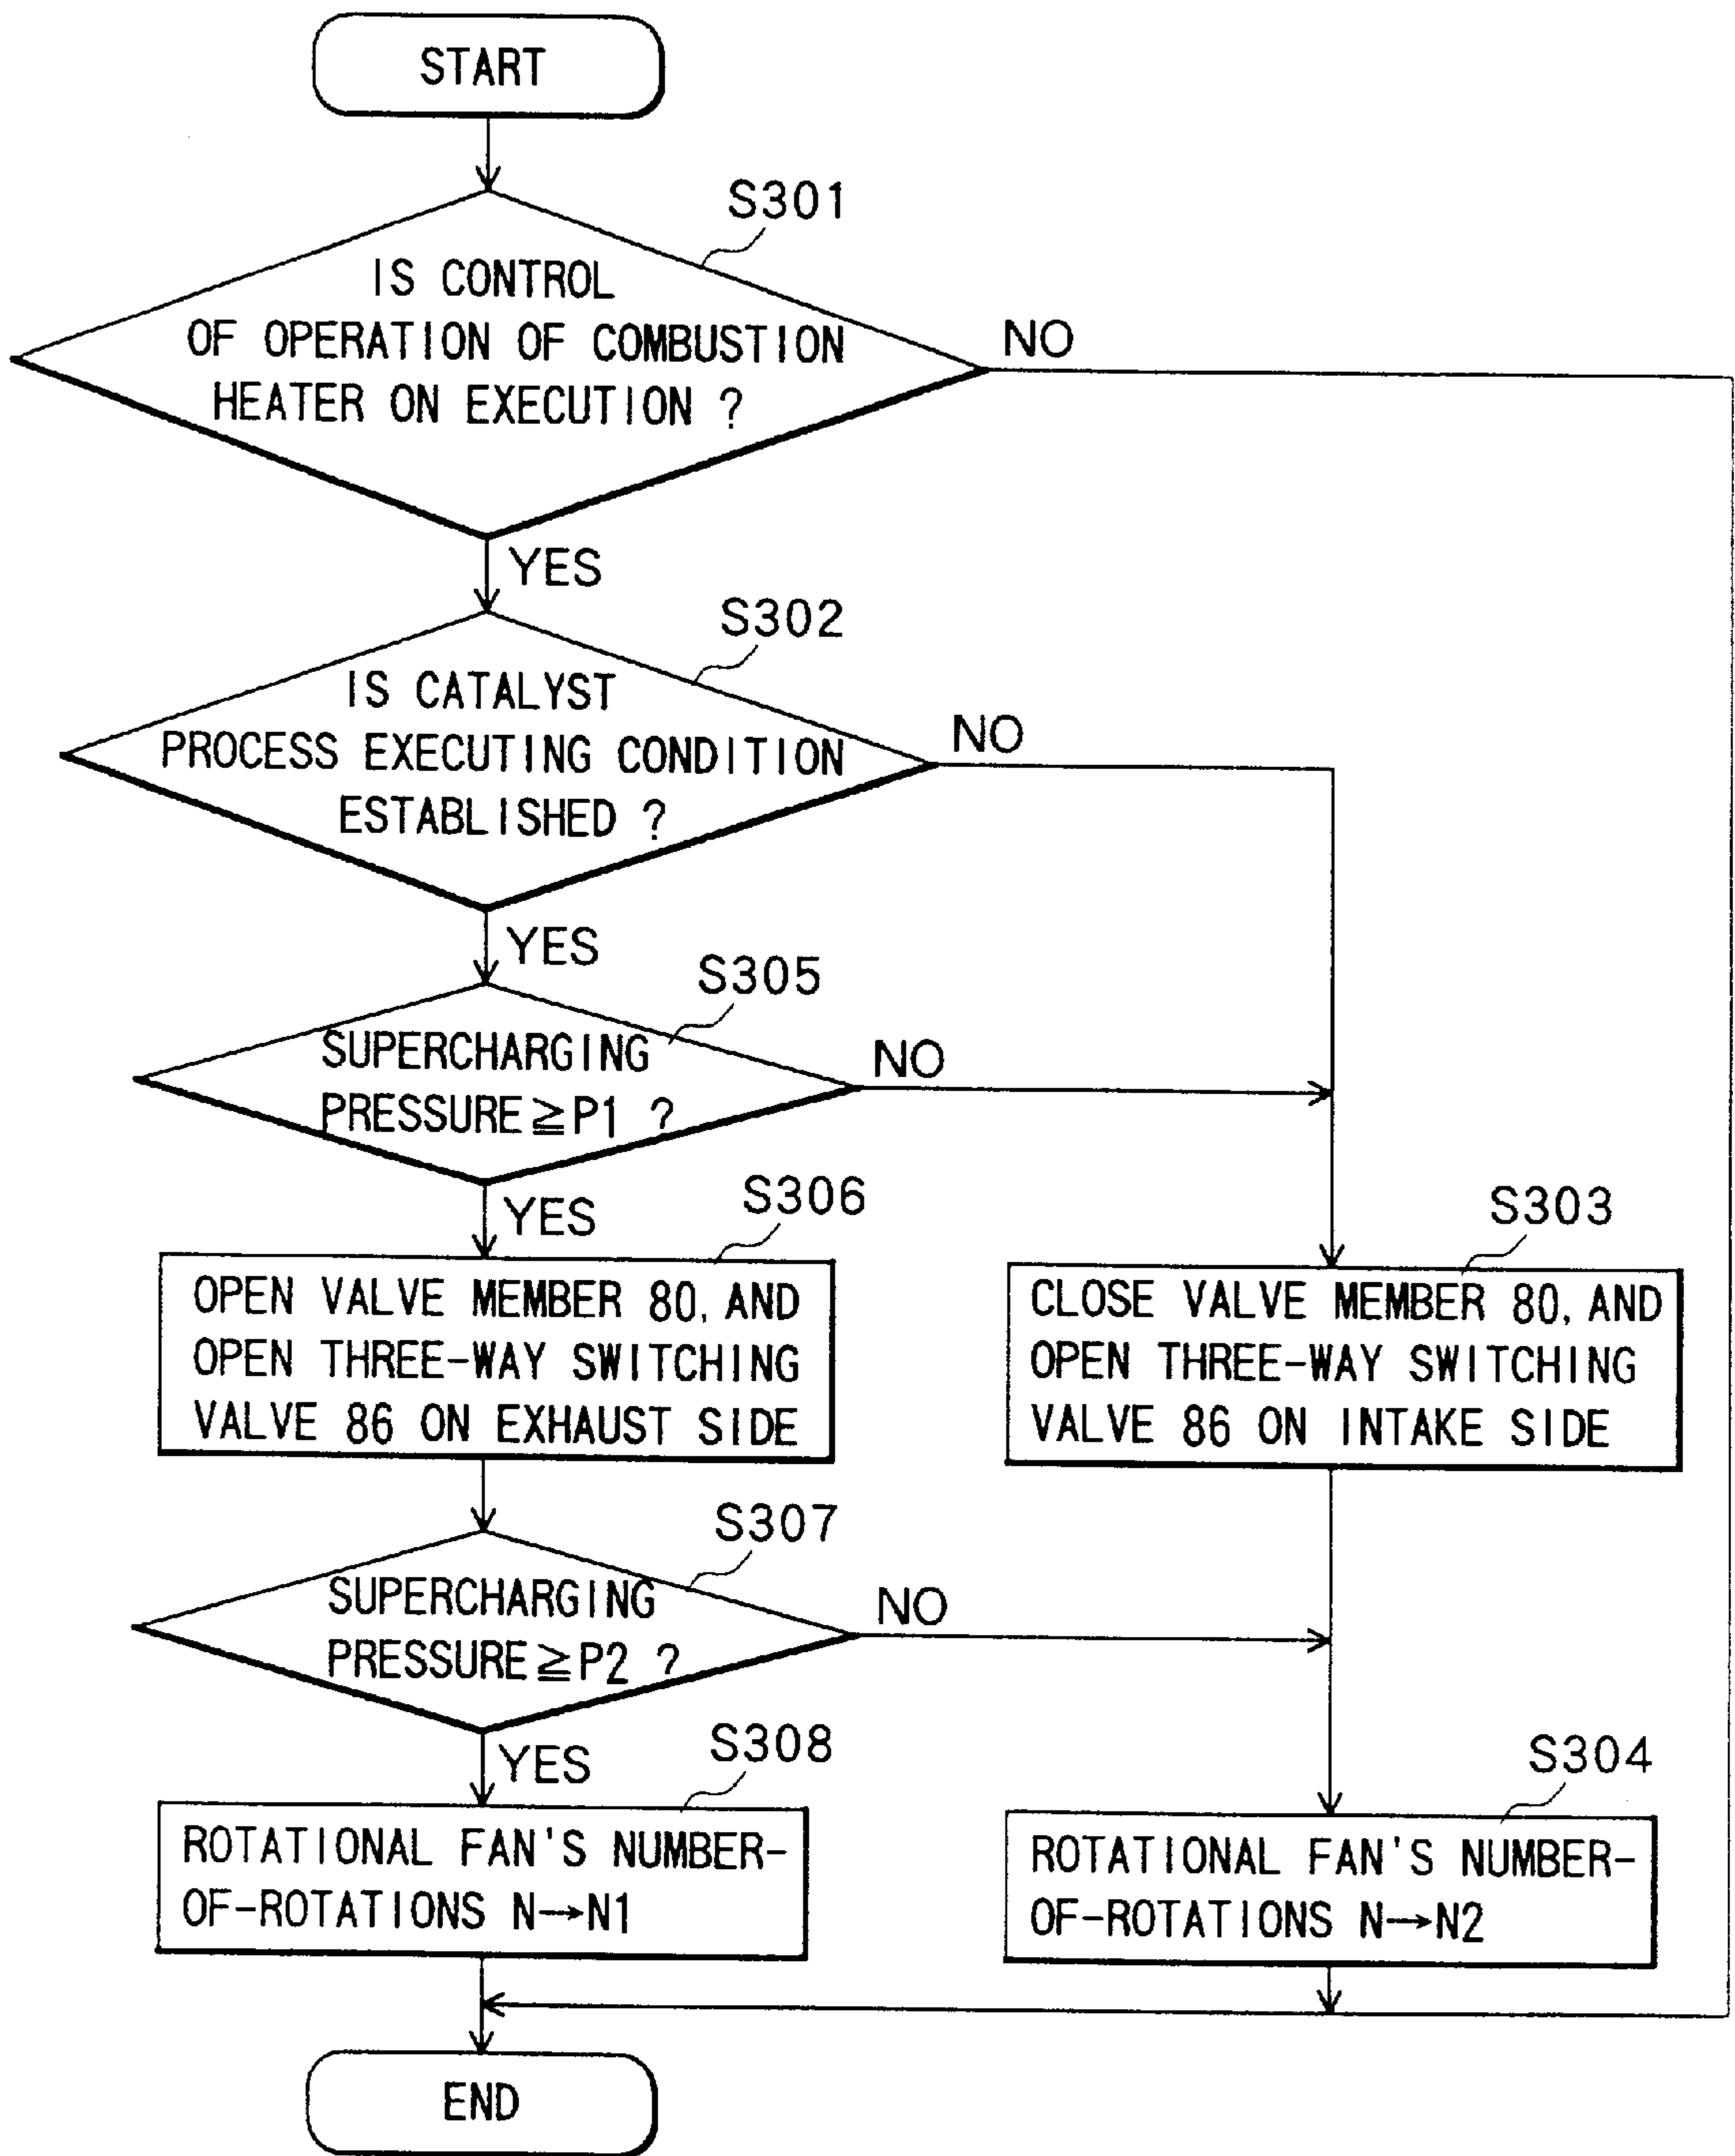 START
S301
IS CONTROL
OF OPERATION OF COMBUSTION
HEATER ON EXECUTION ?
NO
YES
S302
IS CATALYST
PROCESS EXECUTING CONDITION
ESTABLISHED ?
NO
YES
S305
SUPERCHARGING
PRESSURE≧P1 ?
NO
YES
S306
OPEN VALVE MEMBER 80, AND
OPEN THREE-WAY SWITCHING
VALVE 86 ON EXHAUST SIDE
S303
CLOSE VALVE MEMBER 80, AND
OPEN THREE-WAY SWITCHING
VALVE 86 ON INTAKE SIDE
S307
SUPERCHARGING
PRESSURE≧P2 ?
NO
YES
S308
ROTATIONAL FAN'S NUMBER-
OF-ROTATIONS N→N1
S304
ROTATIONAL FAN'S NUMBER-
OF-ROTATIONS N→N2
END